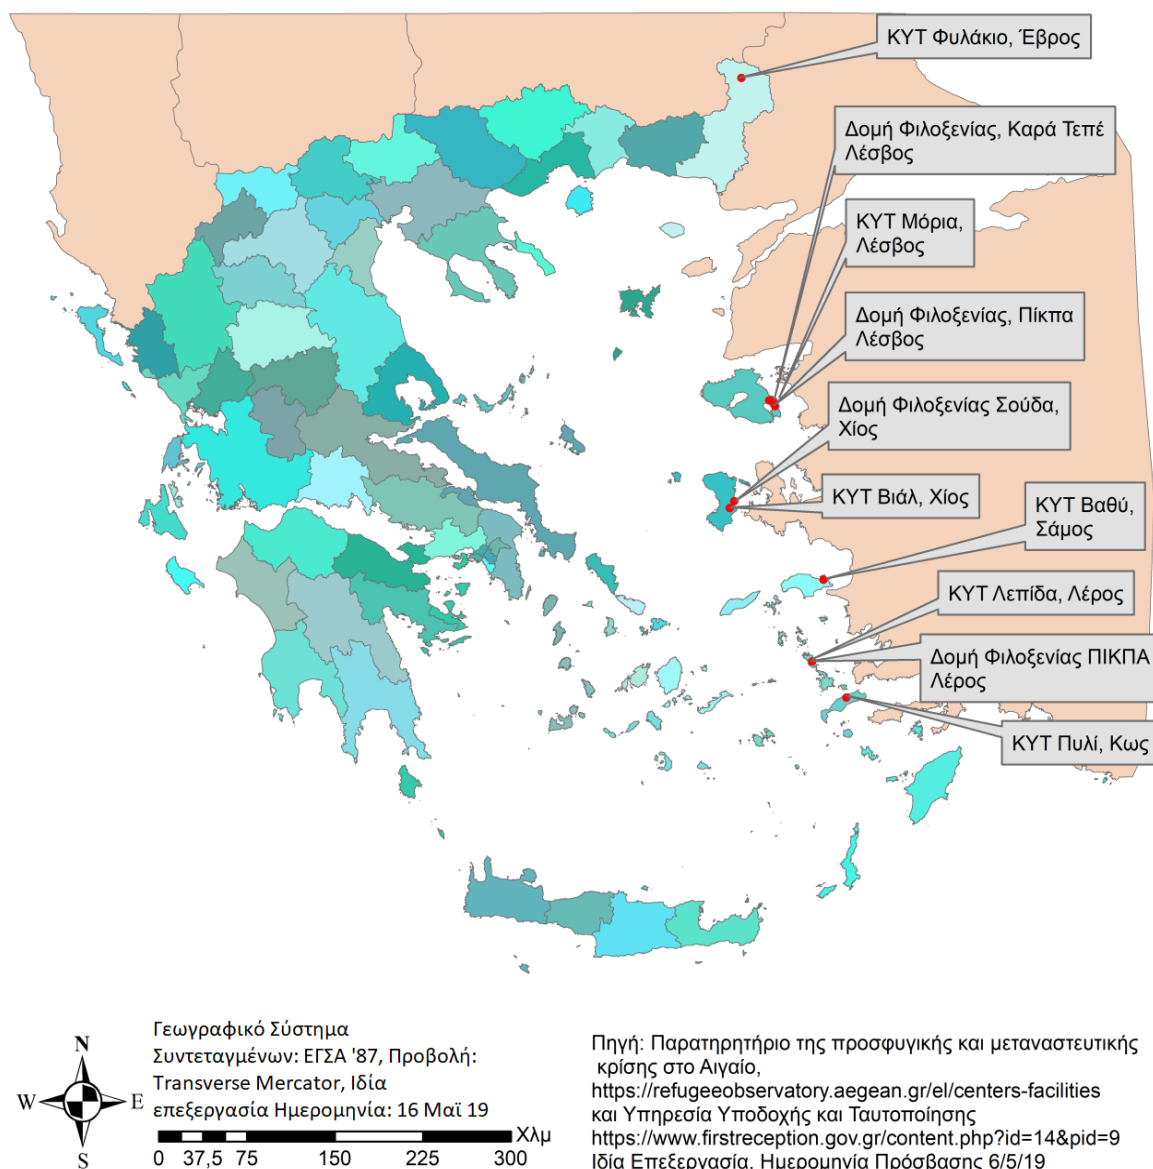 ΚΥΤ Φυλάκιο, Έβρος
Δομή Φιλοξενίας, Καρά Τεπέ
Λέσβος
ΚΥΤ Μόρια,
Λέσβος
Δομή Φιλοξενίας, Πίκπα
Λέσβος
Δομή Φιλοξενίας Σούδα,
Χίος
ΚΥΤ Βιάλ, Χίος
ΚΥΤ Βαθύ,
Σάμος
ΚΥΤ Λεπίδα, Λέρος
Δομή Φιλοξενίας ΠΙΚΠΑ
Λέρος
ΚΥΤ Πυλί, Κως
N
W E
S
Γεωγραφικό Σύστημα
Συντεταγμένων: ΕΓΣΑ '87, Προβολή:
Transverse Mercator, Ιδία
επεξεργασία Ημερομηνία: 16 Μαϊ 19
Χλμ
0 37,5 75 150 225 300
Πηγή: Παρατηρητήριο της προσφυγικής και μεταναστευτικής
κρίσης στο Αιγαίο,
https://refugeeobservatory.aegean.gr/el/centers-facilities
και Υπηρεσία Υποδοχής και Ταυτοποίησης
https://www.firstreception.gov.gr/content.php?id=14&pid=9
Ιδία Επεξεργασία, Ημερομηνία Πρόσβασης 6/5/19